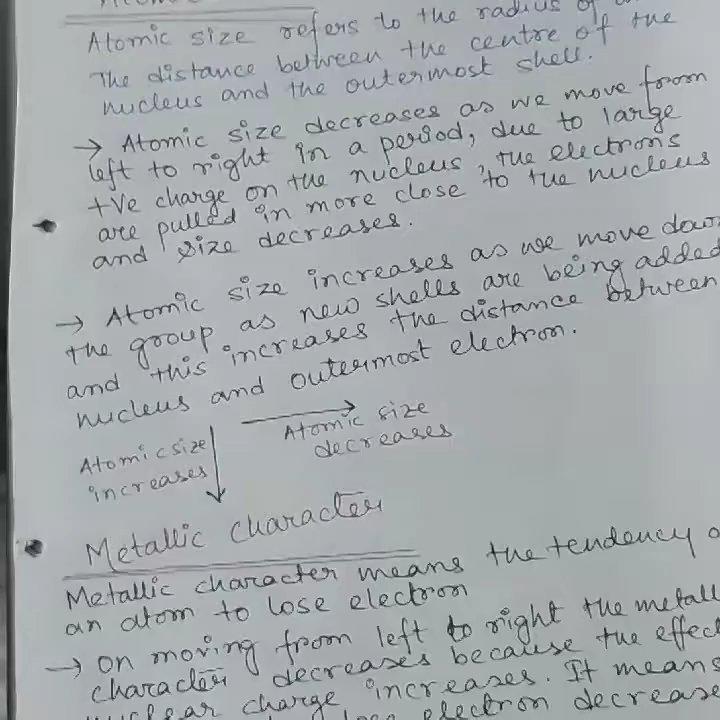 Atomic size refers to the radius of
The distance between the centre of the
nucleus and the outermost shell.
→ Atomic size decreases as we move from
left to right in a period, due to large
+ve charge on the nucleus, the electrons
are pulled in more close to the nucleus
and size decreases.
→ Atomic size increases as we move down
the group as new shells are being added
and this increases the distance between
nucleus and outermost electron.
Atomic size
decreases
Atomic size
increases
Metallic Character
Metallic character means the tendency
an atom to lose electron
→ On moving from left to right the metall
character decreases because the effec
nuclear charge increases. It means
electron decrease